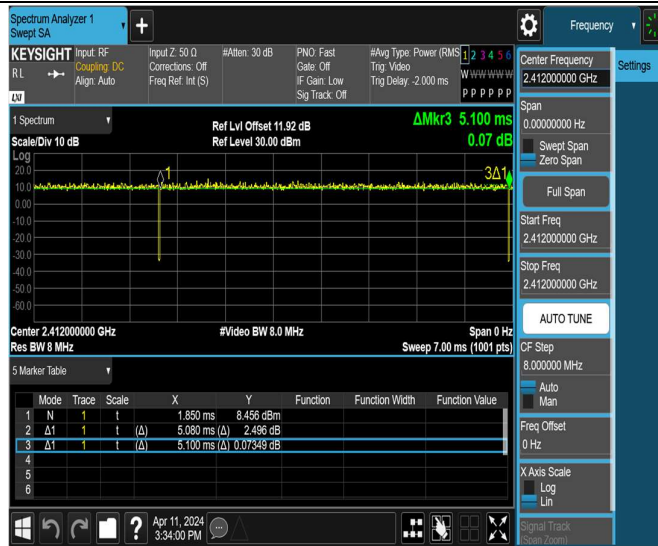 Spectrum Analyzer 1
Swept SA
Frequency
KEYSIGHT
RL
LXI
Input: RF
Coupling: DC
Align: Auto
Input Z: 50 Ω
Corrections: Off
Freq Ref: Int (S)
#Atten: 30 dB
PNO: Fast
Gate: Off
IF Gain: Low
Sig Track: Off
#Avg Type: Power (RMS
Trig: Video
Trig Delay: -2.000 ms
1 2 3 4 5 6
W W W W W W
P P P P P P
Center Frequency
2.412000000 GHz
Settings
Span
0.00000000 Hz
Swept Span
Zero Span
Full Span
Start Freq
2.412000000 GHz
Stop Freq
2.412000000 GHz
AUTO TUNE
CF Step
8.000000 MHz
Auto
Man
Freq Offset
0 Hz
X Axis Scale
Log
Lin
Signal Track
(Span Zoom)
1 Spectrum
Scale/Div 10 dB
Ref Lvl Offset 11.92 dB
Ref Level 30.00 dBm
ΔMkr3 5.100 ms
0.07 dB
Log
20.0
10.0
0.00
-10.0
-20.0
-30.0
-40.0
-50.0
-60.0
1
3Δ1
Center 2.412000000 GHz
#Video BW 8.0 MHz
Span 0 Hz
Res BW 8 MHz
Sweep 7.00 ms (1001 pts)
5 Marker Table
Mode Trace Scale X Y Function Function Width Function Value
1 N 1 t 1.850 ms 8.456 dBm
2 Δ1 1 t (Δ) 5.080 ms (Δ) 2.496 dB
3 Δ1 1 t (Δ) 5.100 ms (Δ) 0.07349 dB
4
5
6
?
Apr 11, 2024
3:34:00 PM